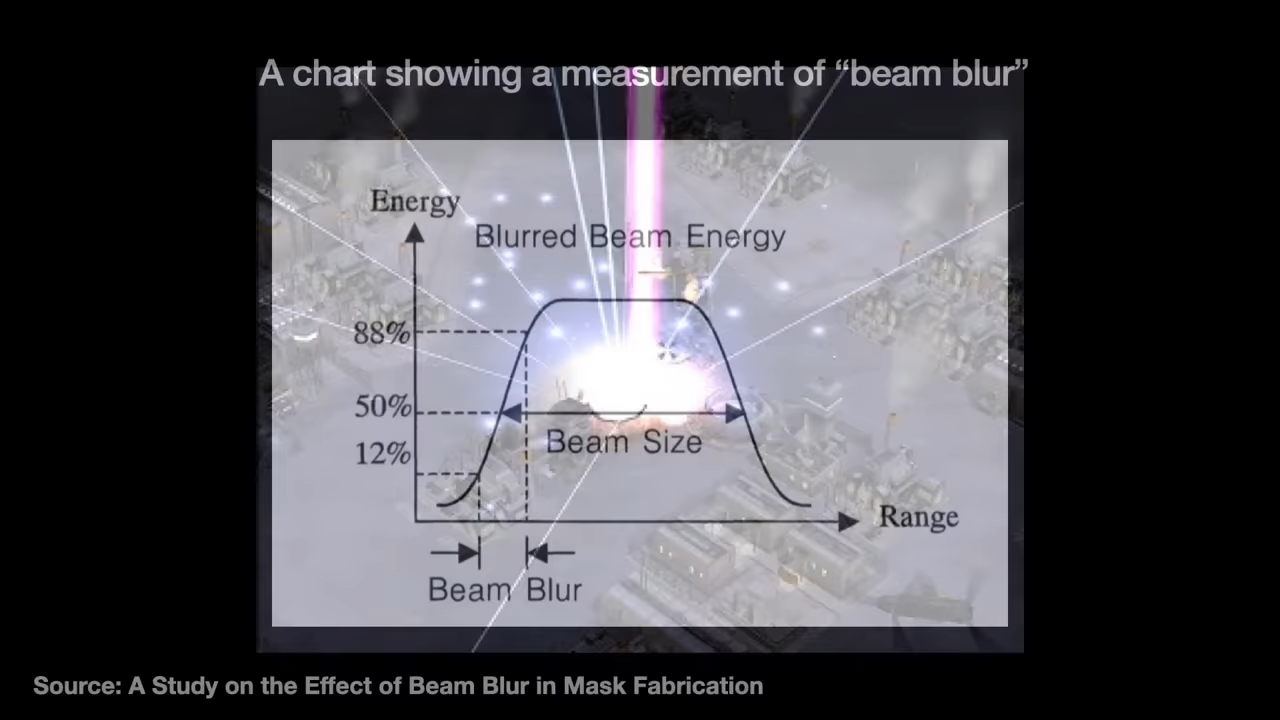 A chart showing a measurement of “beam blur”
Energy
Blurred Beam Energy
88%
50%
Beam Size
12%
Range
Beam Blur
Source: A Study on the Effect of Beam Blur in Mask Fabrication